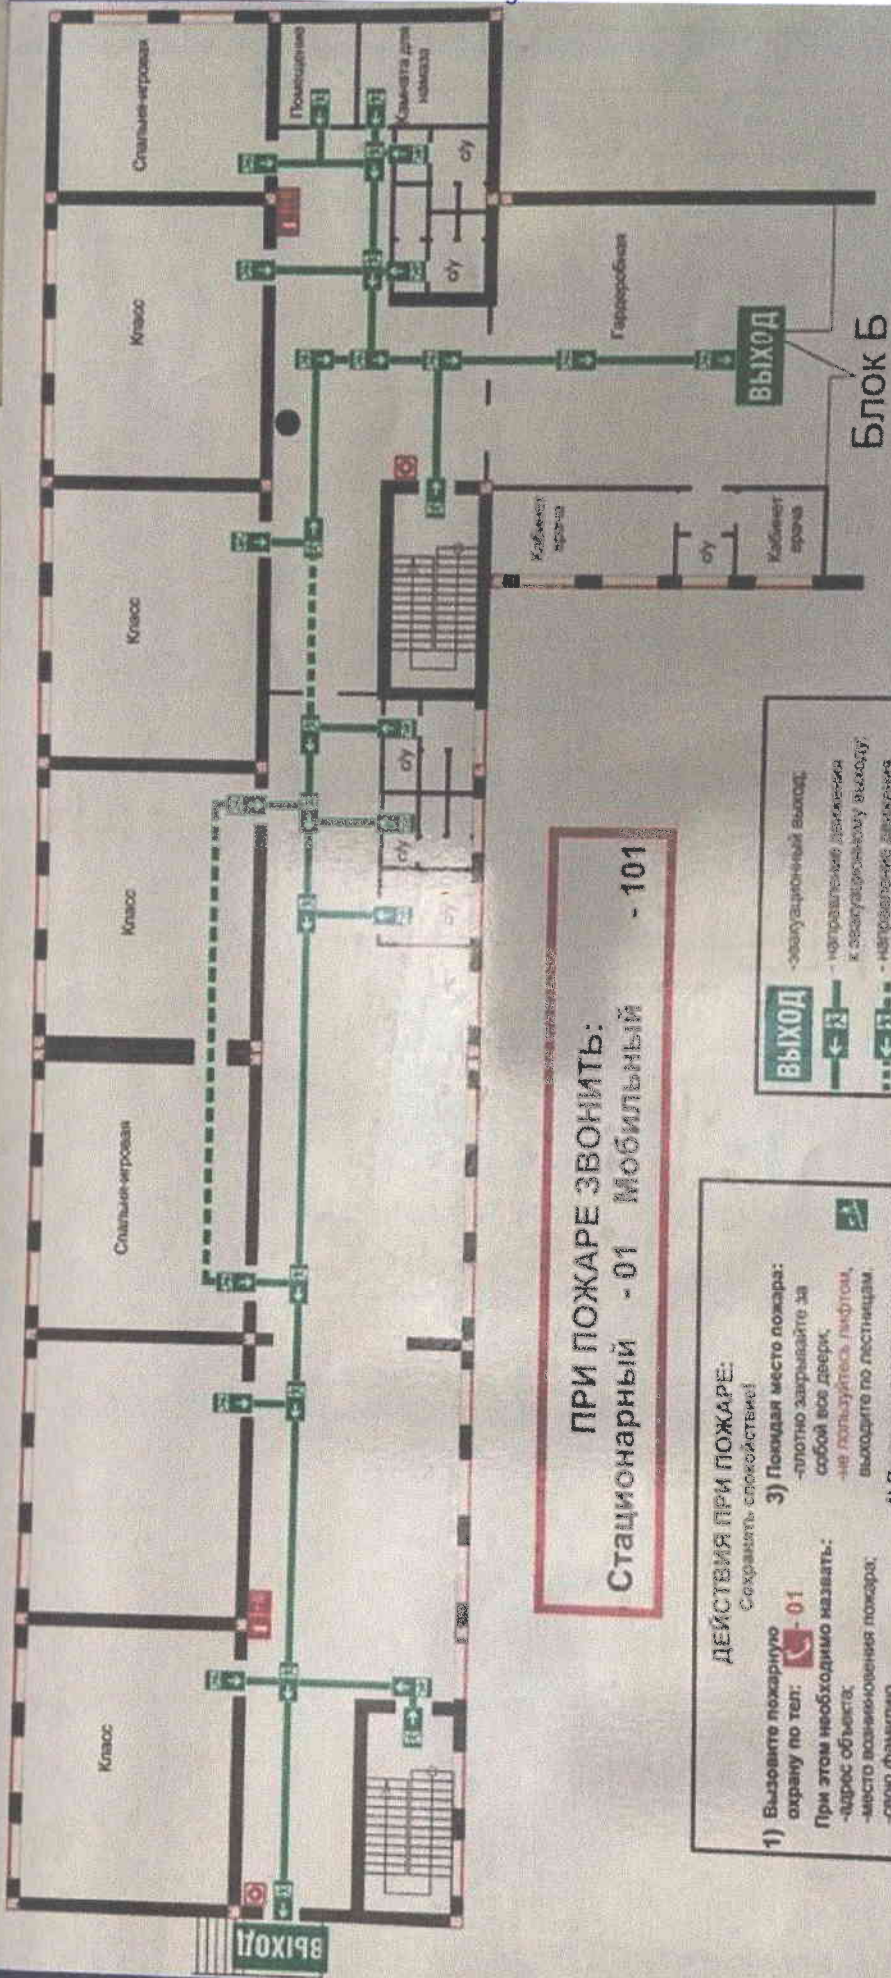 ВЫХОД
Класс
Спальня-игровая
Класс
Класс
Класс
Спальня-игровая
Помещение
Камната для
намаза
с/у
с/у
с/у
с/у
Гардеробная
ВЫХОД
Блок Б
Кабинет
врача
с/у
Кабинет
врача
ПРИ ПОЖАРЕ ЗВОНИТЬ:
Стационарный - 01 Мобильный - 101
ДЕЙСТВИЯ ПРИ ПОЖАРЕ:
Сохранять спокойствие!
1) Вызовите пожарную
охрану по тел: - 01
При этом необходимо назвать:
-адрес объекта;
-место возникновения пожара;
3) Покидая место пожара:
-плотно закрывайте за
собой все двери;
-не пользуйтесь лифтом,
выходите по лестницам.
ВЫХОД -эвакуационный выход;
- направление движения
к эвакуационному выходу;
- направление движения